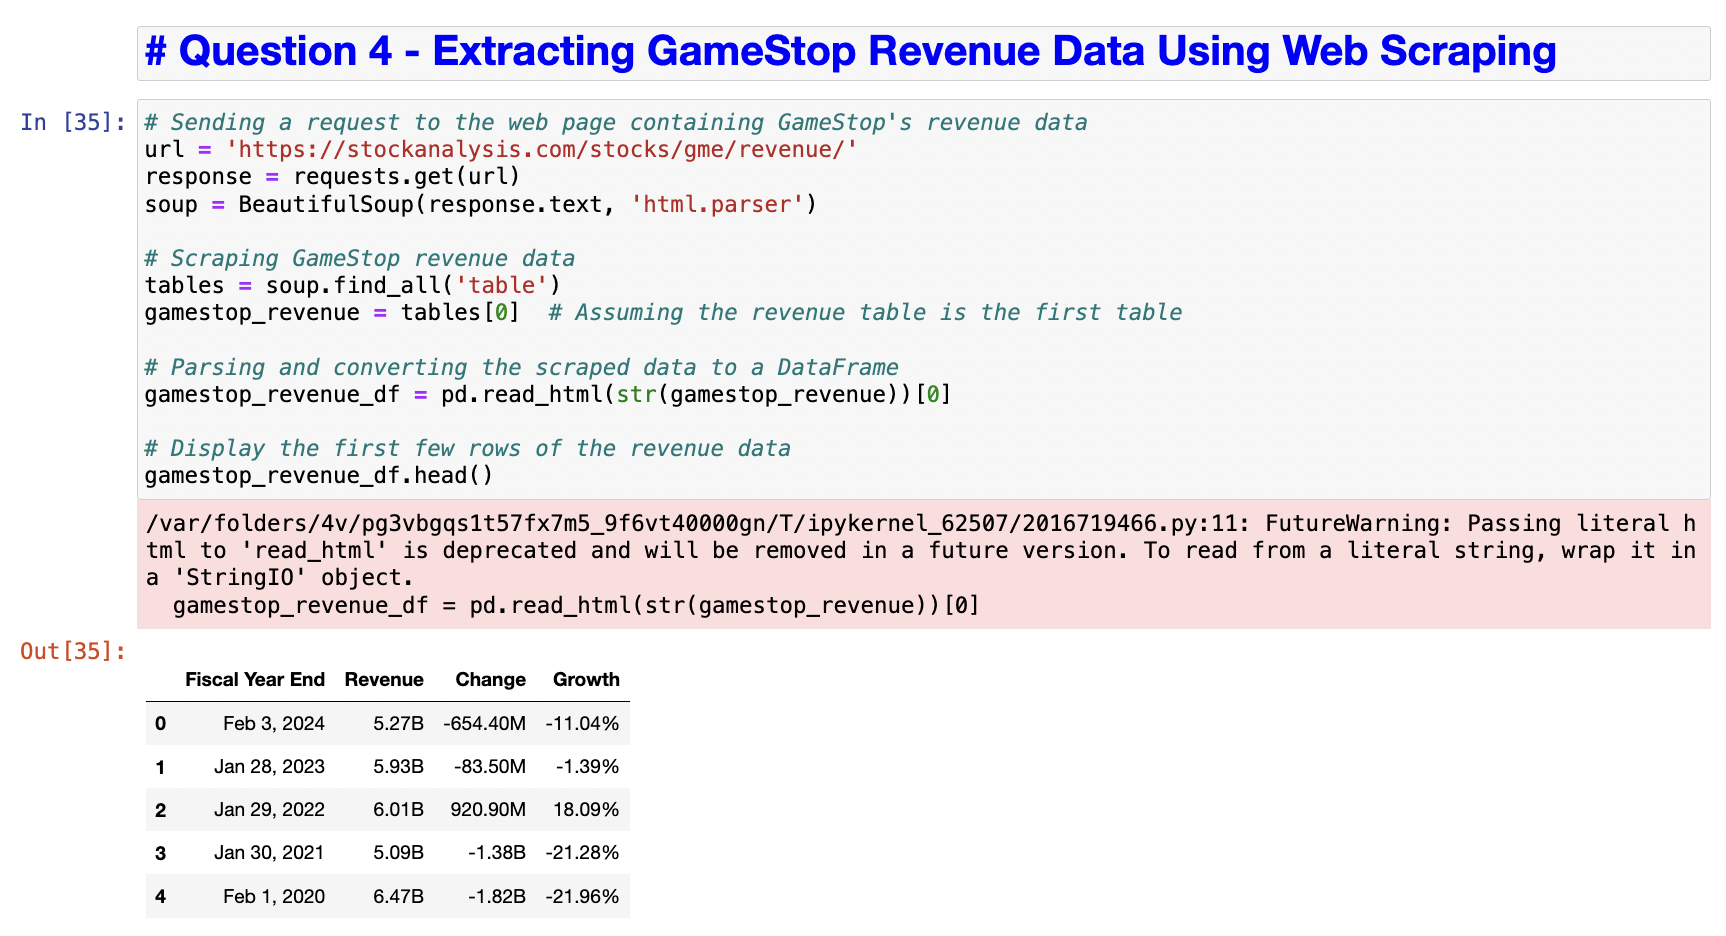 # Question 4 - Extracting GameStop Revenue Data Using Web Scraping
In [35]:
# Sending a request to the web page containing GameStop's revenue data
url = 'https://stockanalysis.com/stocks/gme/revenue/'
response = requests.get(url)
soup = BeautifulSoup(response.text, 'html.parser')
# Scraping GameStop revenue data
tables = soup.find_all('table')
gamestop_revenue = tables[0]  # Assuming the revenue table is the first table
# Parsing and converting the scraped data to a DataFrame
gamestop_revenue_df = pd.read_html(str(gamestop_revenue))[0]
# Display the first few rows of the revenue data
gamestop_revenue_df.head()
/var/folders/4v/pg3vbgqs1t57fx7m5_9f6vt40000gn/T/ipykernel_62507/2016719466.py:11: FutureWarning: Passing literal h
tml to 'read_html' is deprecated and will be removed in a future version. To read from a literal string, wrap it in
a 'StringIO' object.
  gamestop_revenue_df = pd.read_html(str(gamestop_revenue))[0]
Out[35]:
Fiscal Year End Revenue Change Growth
0 Feb 3, 2024 5.27B -654.40M -11.04%
1 Jan 28, 2023 5.93B -83.50M -1.39%
2 Jan 29, 2022 6.01B 920.90M 18.09%
3 Jan 30, 2021 5.09B -1.38B -21.28%
4 Feb 1, 2020 6.47B -1.82B -21.96%